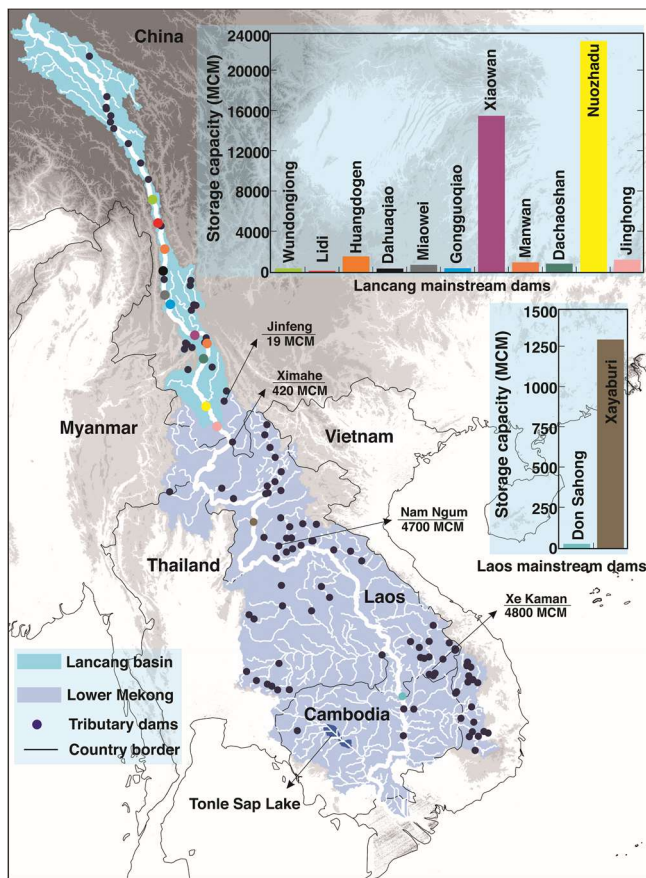 China
Storage capacity (MCM)
24000
20000
16000
12000
8000
4000
0
Wundongiong
Lidi
Huangdogen
Dahuaqiao
Miaowei
Gongguoqiao
Xiaowan
Manwan
Dachaoshan
Nuozhadu
Jinghong
Lancang mainstream dams
Storage capacity (MCM)
1500
1250
1000
750
500
250
0
Don Sahong
Xayaburi
Laos mainstream dams
Jinfeng
19 MCM
Ximahe
420 MCM
Myanmar
Vietnam
Nam Ngum
4700 MCM
Thailand
Laos
Xe Kaman
4800 MCM
Lancang basin
Lower Mekong
Tributary dams
Country border
Cambodia
Tonle Sap Lake